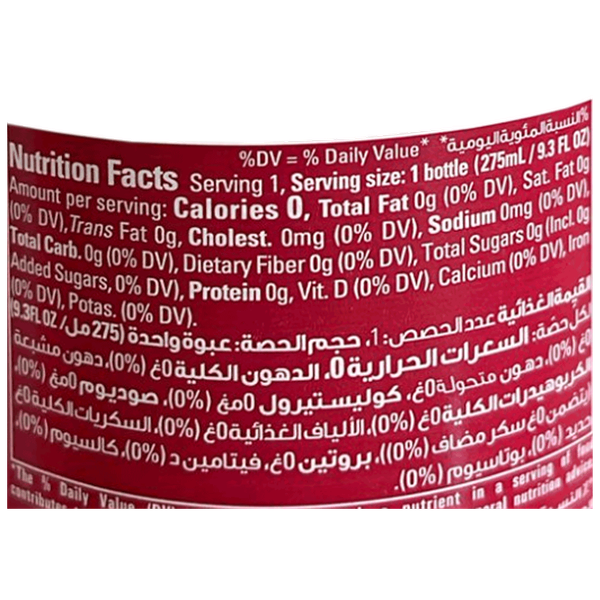 %DV = % Daily Value* *النسبة المئوية اليومية%
Nutrition Facts Serving 1, Serving size: 1 bottle (275mL / 9.3 FL OZ)
Amount per serving: Calories 0, Total Fat 0g (0% DV), Sat. Fat 0g
(0% DV), Trans Fat 0g, Cholest. 0mg (0% DV), Sodium 0mg (0% DV),
Total Carb. 0g (0% DV), Dietary Fiber 0g (0% DV), Total Sugars 0g (Incl. 0g
Added Sugars, 0% DV), Protein 0g, Vit. D (0% DV), Calcium (0% DV), Iron
(0% DV), Potas. (0% DV).
القيمة الغذائية عدد الحصص: 1، حجم الحصة: عبوة واحدة (275 مل/ 9.3FL OZ)
لكل حصة: السعرات الحرارية 0، الدهون الكلية 0غ (0%)، دهون مشبعة
0غ (0%)، دهون متحولة 0غ، كوليستيرول 0مغ (0%)، صوديوم 0مغ (0%)،
الكربوهيدرات الكلية 0غ (0%)، الألياف الغذائية 0غ (0%)، السكريات الكلية 0غ
(يتضمن 0غ سكر مضاف (0%))، بروتين 0غ، فيتامين د (0%)، كالسيوم (0%)،
حديد (0%)، بوتاسيوم (0%).
*The % Daily Value nutrient in a serving of food
contributes nutrition advice